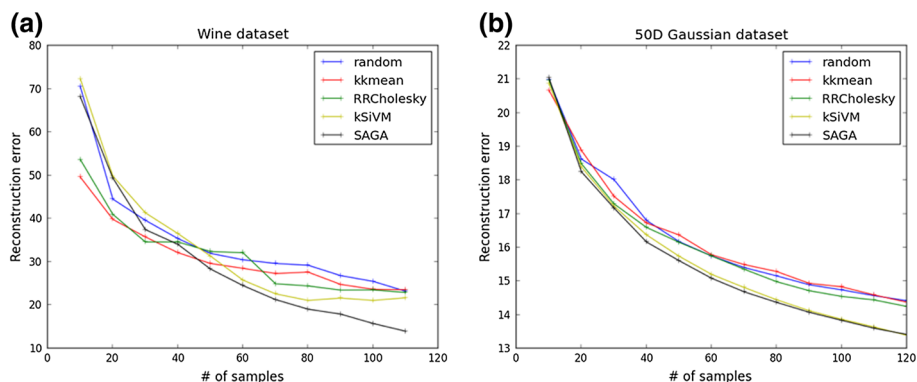 (a)
Wine dataset
Reconstruction error
80
70
60
50
40
30
20
10
0
20
40
60
80
100
120
# of samples
random
kkmean
RRCholesky
kSiVM
SAGA
(b)
50D Gaussian dataset
Reconstruction error
22
21
20
19
18
17
16
15
14
13
0
20
40
60
80
100
120
# of samples
random
kkmean
RRCholesky
kSiVM
SAGA